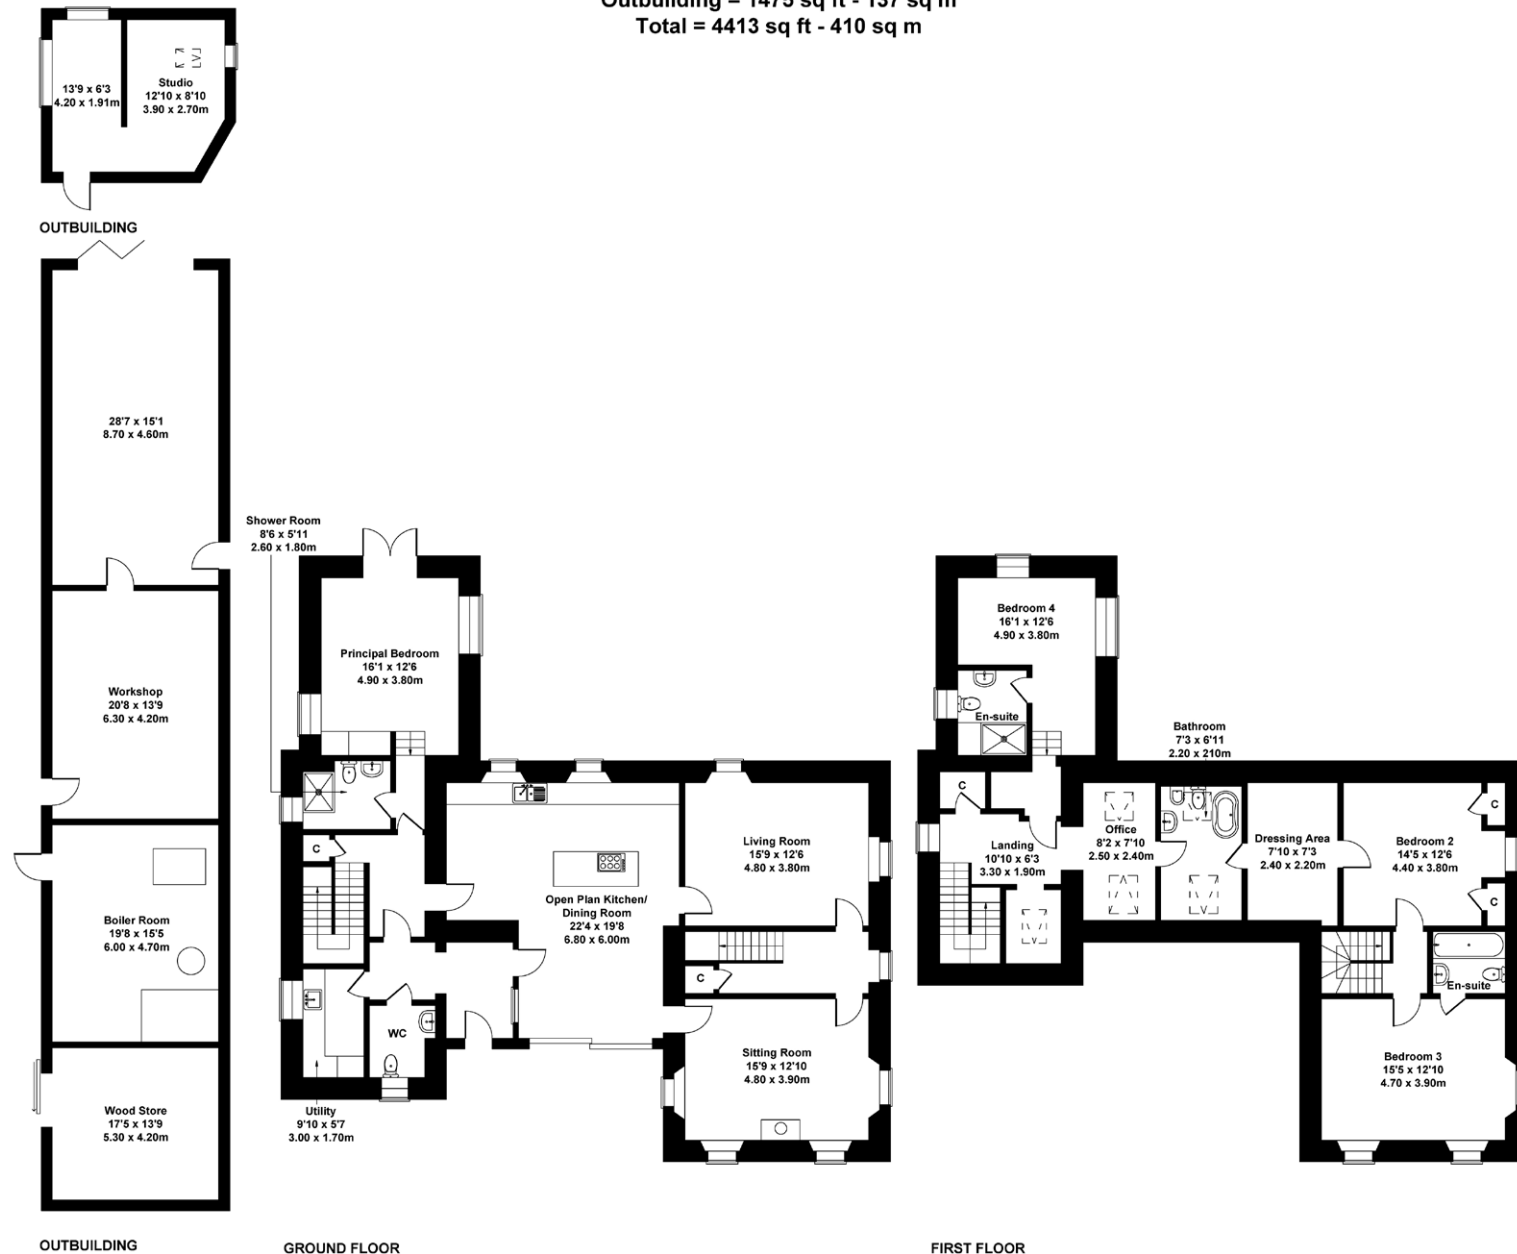 Outbuilding = 1475 sq ft - 137 sq m
Total = 4413 sq ft - 410 sq m
13'9 x 6'3
4.20 x 1.91m
Studio
12'10 x 8'10
3.90 x 2.70m
OUTBUILDING
28'7 x 15'1
8.70 x 4.60m
Workshop
20'8 x 13'9
6.30 x 4.20m
Boiler Room
19'8 x 15'5
6.00 x 4.70m
Wood Store
17'5 x 13'9
5.30 x 4.20m
OUTBUILDING
Shower Room
8'6 x 5'11
2.60 x 1.80m
Principal Bedroom
16'1 x 12'6
4.90 x 3.80m
C
Open Plan Kitchen/
Dining Room
22'4 x 19'8
6.80 x 6.00m
Living Room
15'9 x 12'6
4.80 x 3.80m
C
WC
Sitting Room
15'9 x 12'10
4.80 x 3.90m
Utility
9'10 x 5'7
3.00 x 1.70m
GROUND FLOOR
Bedroom 4
16'1 x 12'6
4.90 x 3.80m
En-suite
Bathroom
7'3 x 6'11
2.20 x 210m
C
Landing
10'10 x 6'3
3.30 x 1.90m
Office
8'2 x 7'10
2.50 x 2.40m
Dressing Area
7'10 x 7'3
2.40 x 2.20m
Bedroom 2
14'5 x 12'6
4.40 x 3.80m
C
C
En-suite
Bedroom 3
15'5 x 12'10
4.70 x 3.90m
FIRST FLOOR